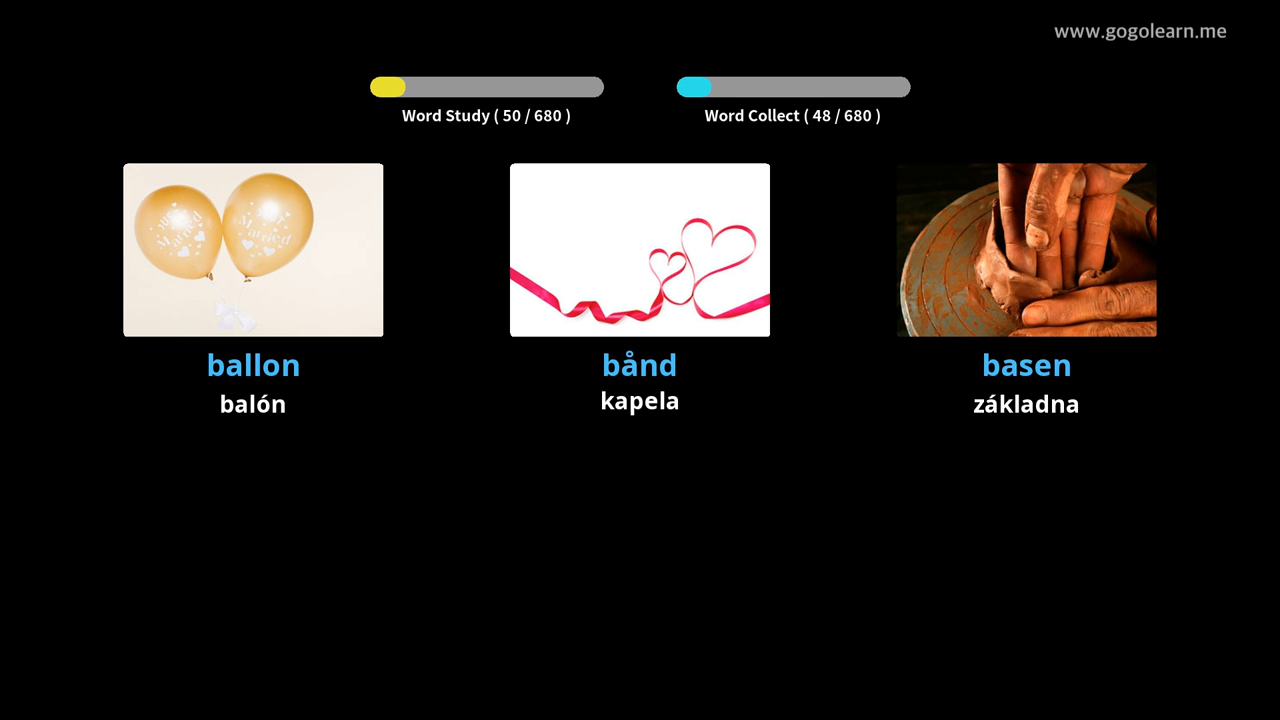 www.gogolearn.me
Word Study ( 50 / 680 )
Word Collect ( 48 / 680 )
ballon
bånd
basen
balón
kapela
základna